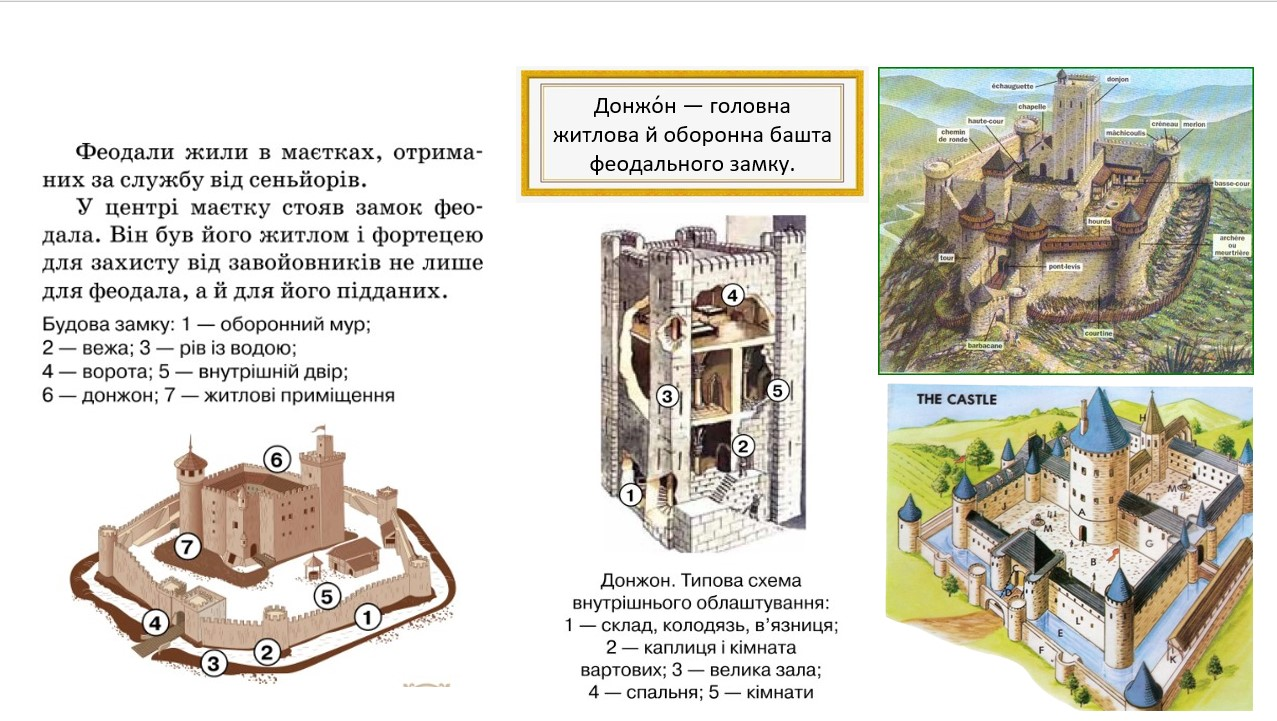 Феодали жили в маєтках, отрима-
них за службу від сеньйорів.
У центрі маєтку стояв замок фео-
дала. Він був його житлом і фортецею
для захисту від завойовників не лише
для феодала, а й для його підданих.
Будова замку: 1 — оборонний мур;
2 — вежа; 3 — рів із водою;
4 — ворота; 5 — внутрішній двір;
6 — донжон; 7 — житлові приміщення
6
7
5
1
4
2
3
Донжо́н — головна
житлова й оборонна башта
феодального замку.
4
3
5
2
1
Донжон. Типова схема
внутрішнього облаштування:
1 — склад, колодязь, в’язниця;
2 — каплиця і кімната
вартових; 3 — велика зала;
4 — спальня; 5 — кімнати
échauguette
donjon
chapelle
haute-cour
créneau
merlon
chemin
de ronde
mâchicoulis
basse-cour
hourds
archère
ou
meurtrière
tour
pont-levis
courtine
barbacane
THE CASTLE
H
M
A
M
G
B
D
L
E
F
K